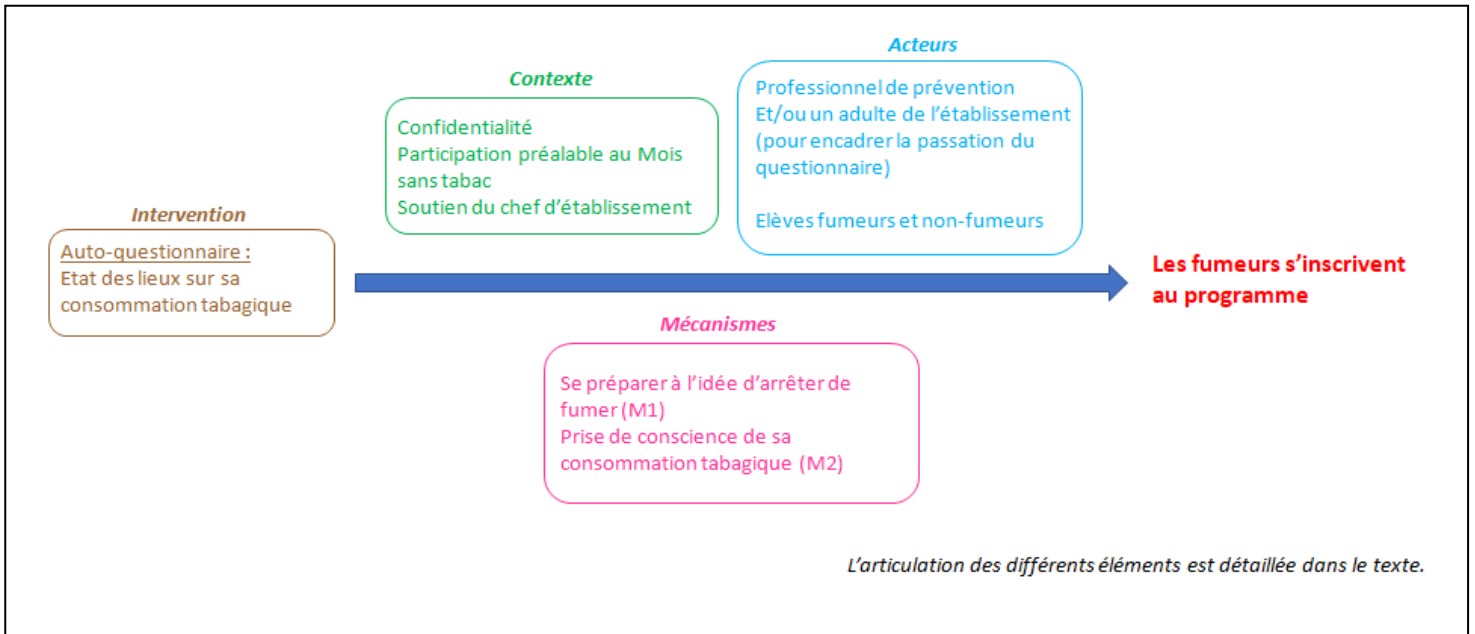 Acteurs
Professionnel de prévention
Et/ou un adulte de l'établissement
(pour encadrer la passation du
questionnaire)
Elèves fumeurs et non-fumeurs
Contexte
Confidentialité
Participation préalable au Mois
sans tabac
Soutien du chef d'établissement
Intervention
Auto-questionnaire :
Etat des lieux sur sa
consommation tabagique
Les fumeurs s'inscrivent
au programme
Mécanismes
Se préparer à l'idée d'arrêter de
fumer (M1)
Prise de conscience de sa
consommation tabagique (M2)
L'articulation des différents éléments est détaillée dans le texte.